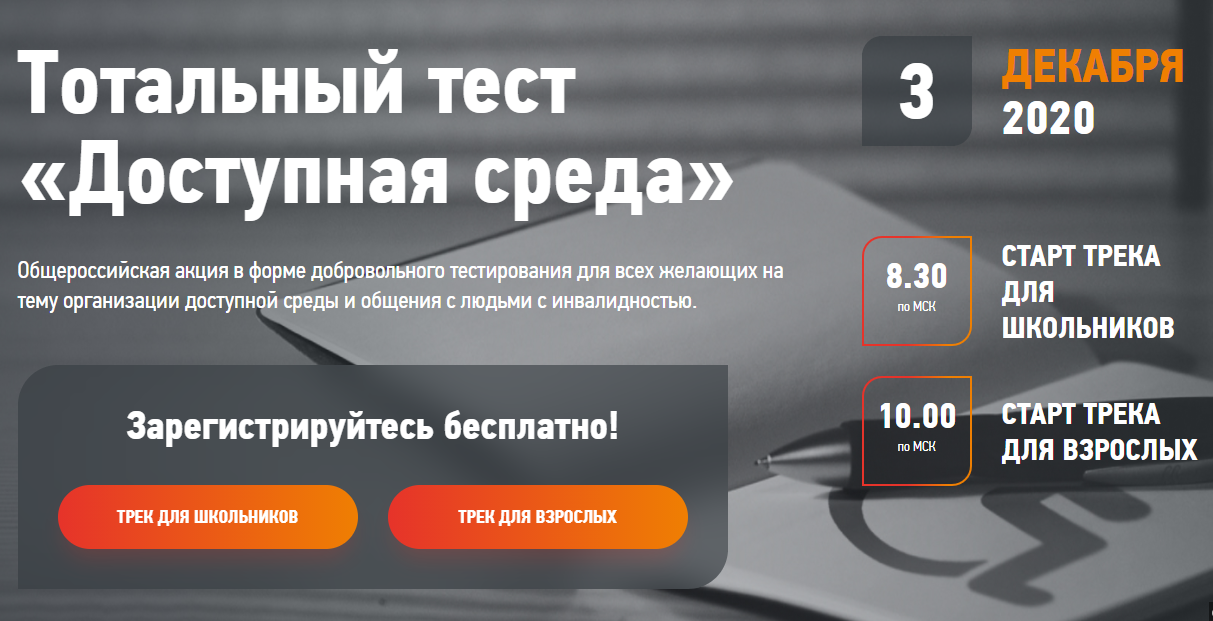 Тотальный тест
«Доступная среда»
Общероссийская акция в форме добровольного тестирования для всех желающих на
тему организации доступной среды и общения с людьми с инвалидностью.
Зарегистрируйтесь бесплатно!
ТРЕК ДЛЯ ШКОЛЬНИКОВ
ТРЕК ДЛЯ ВЗРОСЛЫХ
3
ДЕКАБРЯ
2020
8.30
по МСК
СТАРТ ТРЕКА
ДЛЯ
ШКОЛЬНИКОВ
10.00
по МСК
СТАРТ ТРЕКА
ДЛЯ ВЗРОСЛЫХ